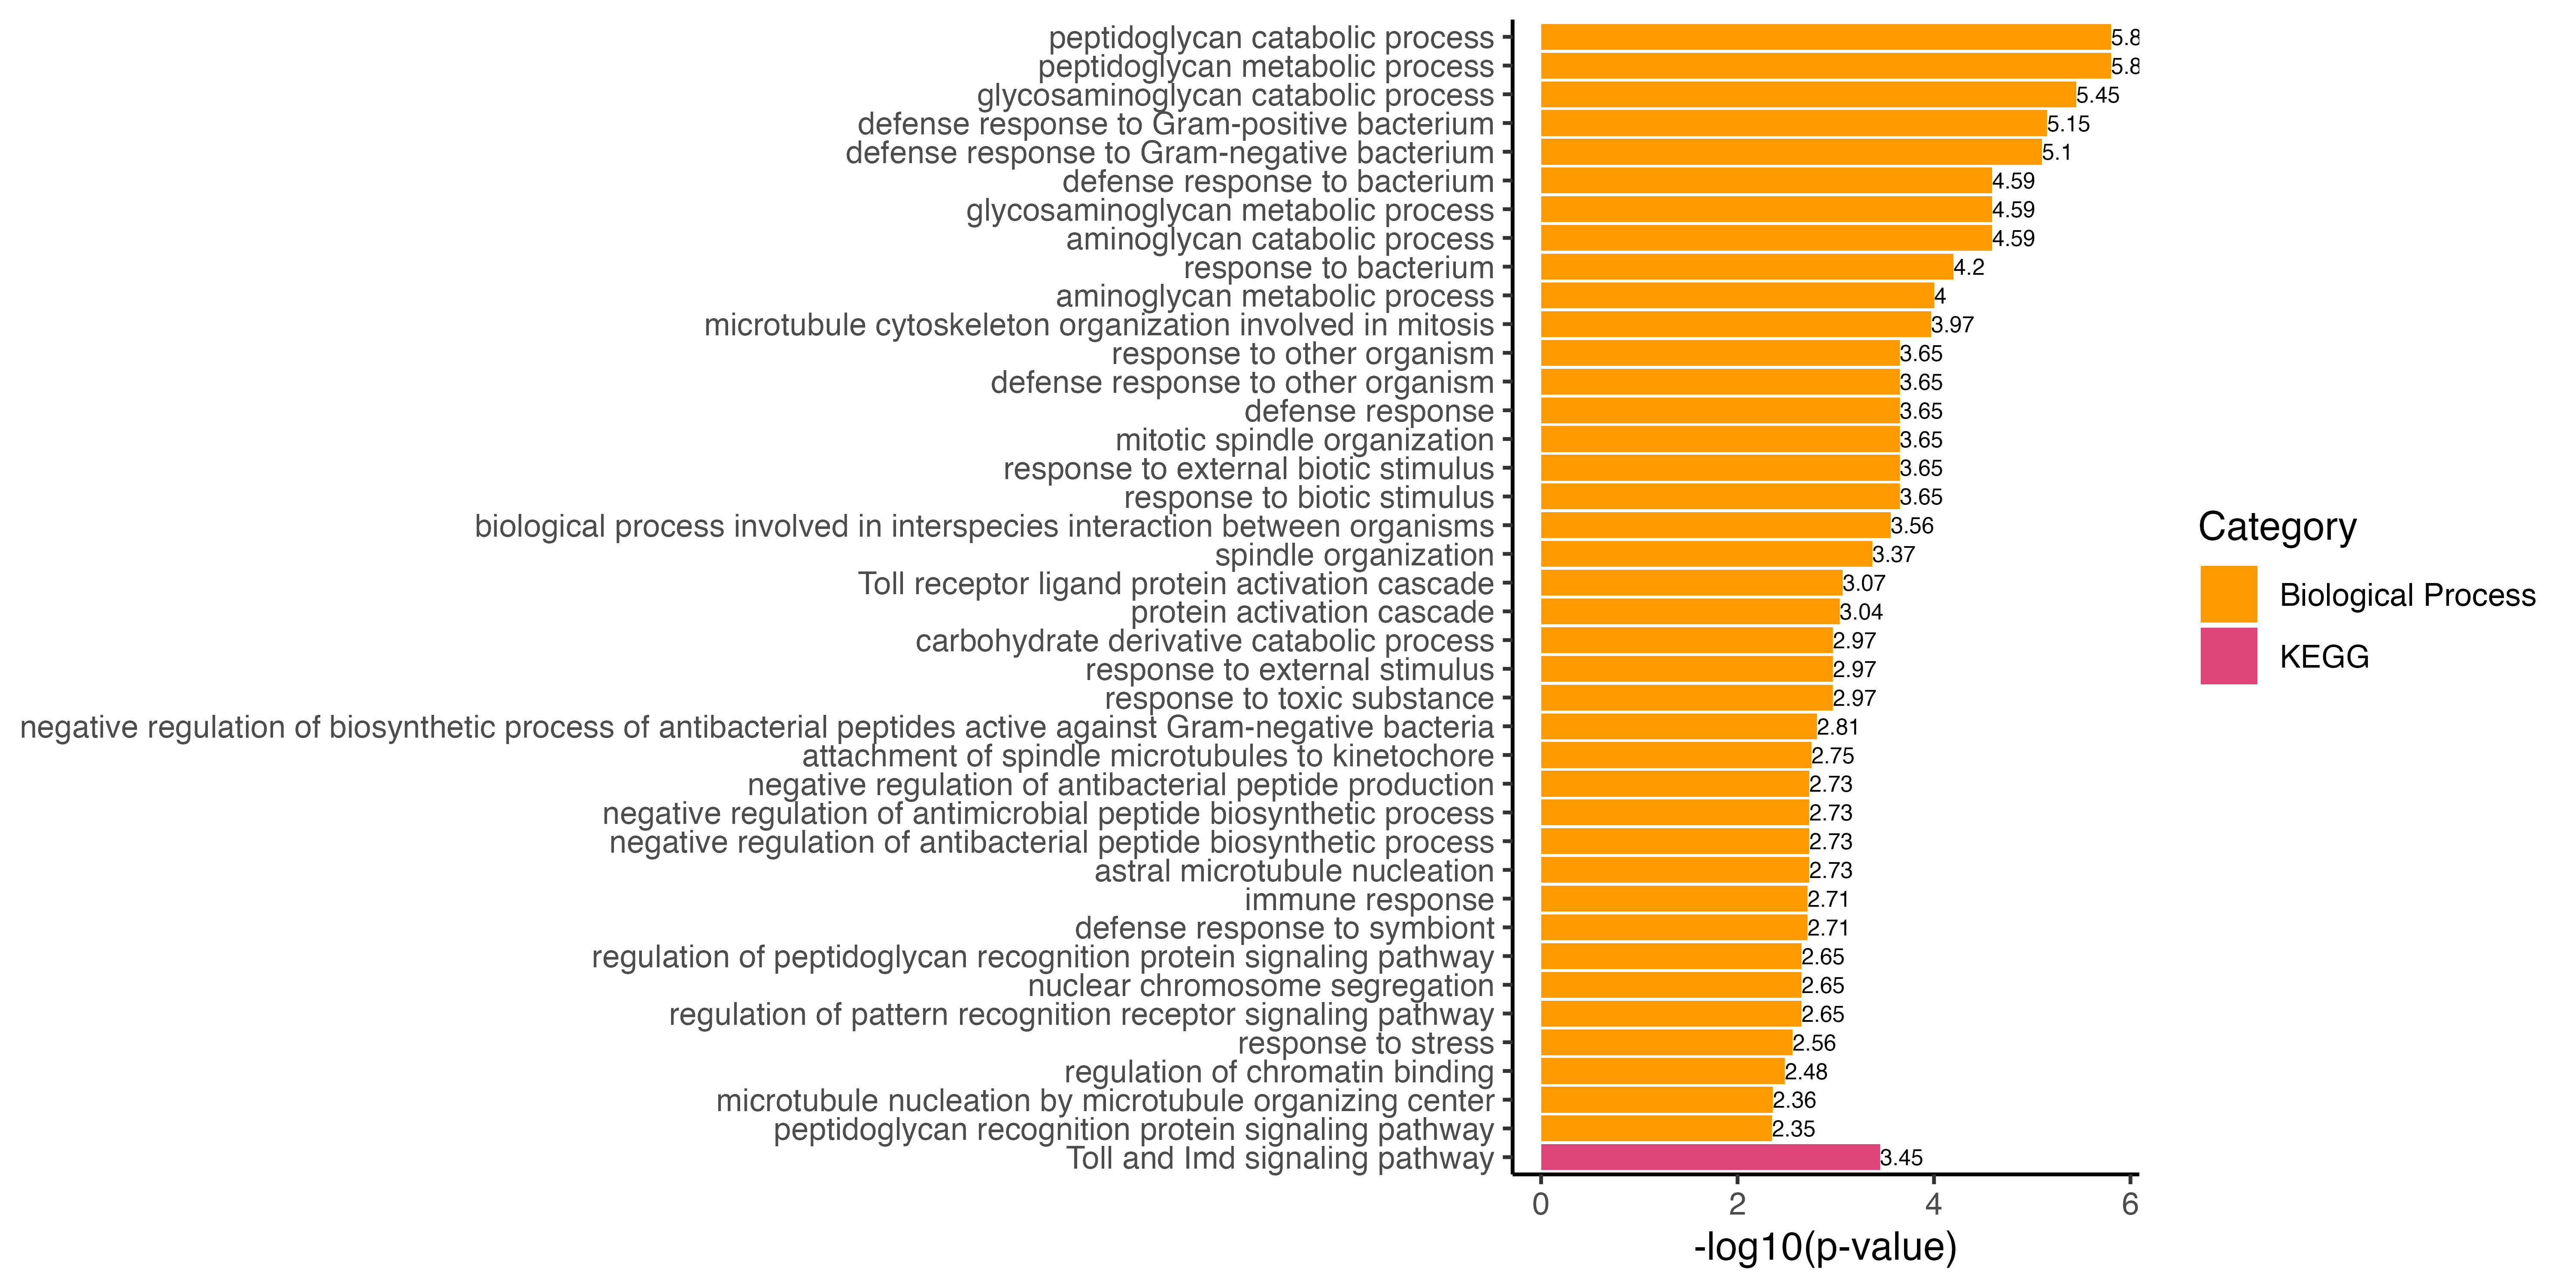 peptidoglycan catabolic process 5.8
peptidoglycan metabolic process 5.8
glycosaminoglycan catabolic process 5.45
defense response to Gram-positive bacterium 5.15
defense response to Gram-negative bacterium 5.1
defense response to bacterium 4.59
glycosaminoglycan metabolic process 4.59
aminoglycan catabolic process 4.59
response to bacterium 4.2
aminoglycan metabolic process 4
microtubule cytoskeleton organization involved in mitosis 3.97
response to other organism 3.65
defense response to other organism 3.65
defense response 3.65
mitotic spindle organization 3.65
response to external biotic stimulus 3.65
response to biotic stimulus 3.65
biological process involved in interspecies interaction between organisms 3.56
spindle organization 3.37
Toll receptor ligand protein activation cascade 3.07
protein activation cascade 3.04
carbohydrate derivative catabolic process 2.97
response to external stimulus 2.97
response to toxic substance 2.97
negative regulation of biosynthetic process of antibacterial peptides active against Gram-negative bacteria 2.81
attachment of spindle microtubules to kinetochore 2.75
negative regulation of antibacterial peptide production 2.73
negative regulation of antimicrobial peptide biosynthetic process 2.73
negative regulation of antibacterial peptide biosynthetic process 2.73
astral microtubule nucleation 2.73
immune response 2.71
defense response to symbiont 2.71
regulation of peptidoglycan recognition protein signaling pathway 2.65
nuclear chromosome segregation 2.65
regulation of pattern recognition receptor signaling pathway 2.65
response to stress 2.56
regulation of chromatin binding 2.48
microtubule nucleation by microtubule organizing center 2.36
peptidoglycan recognition protein signaling pathway 2.35
Toll and Imd signaling pathway 3.45
0 2 4 6
-log10(p-value)
Category
Biological Process
KEGG